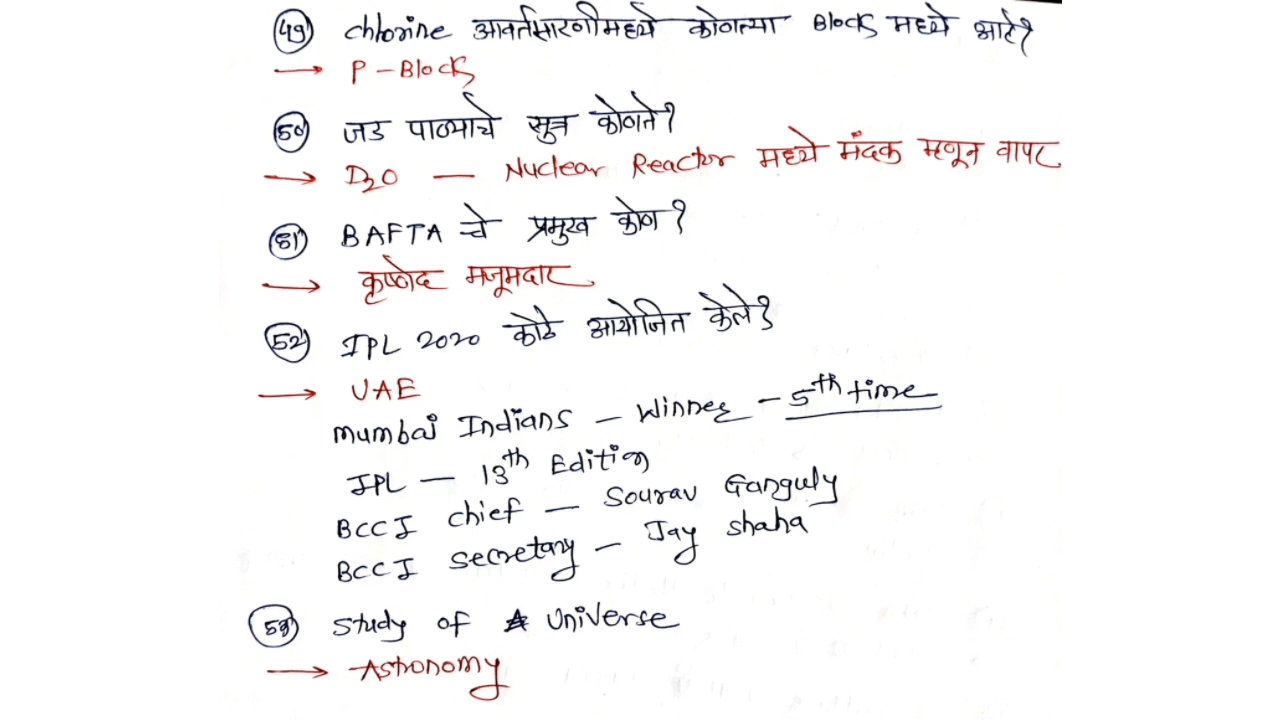 49 chlorine आवर्तसारणीमध्ये कोणत्या Block मध्ये आहे?
→ P - Block
50 जड पाण्याचे सुत्र कोणते?
→ D2O — Nuclear Reactor मध्ये मंदक म्हणून वापर
51 BAFTA चे प्रमुख कोण?
→ कृष्णेंदु मजूमदार
52 IPL 2020 कोठे आयोजित केले?
→ UAE
Mumbai Indians — Winner — 5th time
IPL — 13th Edition
BCCI chief — Sourav Ganguly
BCCI secretary — Jay shaha
53 study of Universe
→ Astronomy